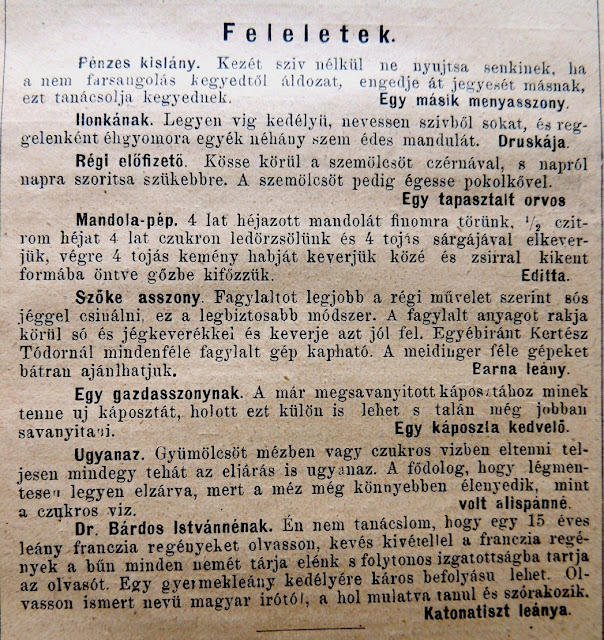 Feleletek.
Pénzes kislány. Kezét sziv nélkül ne nyujtsa senkinek, ha
a nem farsangolás kegyedtől áldozat, engedje át jegyesét másnak,
ezt tanácsolja kegyednek. Egy másik menyasszony.
Ilonkának. Legyen vig kedélyü, nevessen szivből sokat, és reg-
gelenként éhgyomora egyék néhány szem édes mandulát. Druskája.
Régi előfizető. Kösse körül a szemölcsöt czérnával, s napról
napra szoritsa szükebbre. A szemölcsöt pedig égesse pokolkővel.
Egy tapasztalt orvos
Mandola-pép. 4 lat héjazott mandolát finomra törünk, 1/2 czit-
rom héjat 4 lat czukron ledörzsölünk és 4 tojás sárgájával elkever-
jük, végre 4 tojás kemény habját keverjük közé és zsirral kikent
formába öntve gőzbe kifőzzük. Editta.
Szőke asszony. Fagylaltot legjobb a régi művelet szerint sós
jéggel csinálni, ez a legbiztosabb módszer. A fagylalt anyagot rakja
körül só és jégkeverékkei és keverje azt jól fel. Egyébiránt Kertész
Tódornál mindenféle fagylalt gép kapható. A meidinger féle gépeket
bátran ajánlhatjuk. Barna leány.
Egy gazdasszonynak. A már megsavanyitott káposztához minek
tenne uj káposztát, holott ezt külön is lehet s talán még jobban
savanyitani. Egy káposzta kedvelő.
Ugyanaz. Gyümölcsöt mézben vagy czukros vizben eltenni tel-
jesen mindegy tehát az eljárás is ugyanaz. A fődolog, hogy légmen-
tesen legyen elzárva, mert a méz még könnyebben élenyedik, mint
a czukros viz. volt alispánné.
Dr. Bárdos Istvánnénak. Én nem tanácslom, hogy egy 15 éves
leány franczia regényeket olvasson, kevés kivétellel a franczia regé-
nyek a bűn minden nemét tárja elénk s folytonos izgatottságba tartja
az olvasót. Egy gyermekleány kedélyére káros befolyásu lehet. Ol-
vasson ismert nevü magyar irótól, a hol mulatva tanul és szórakozik.
Katonatiszt leánya.